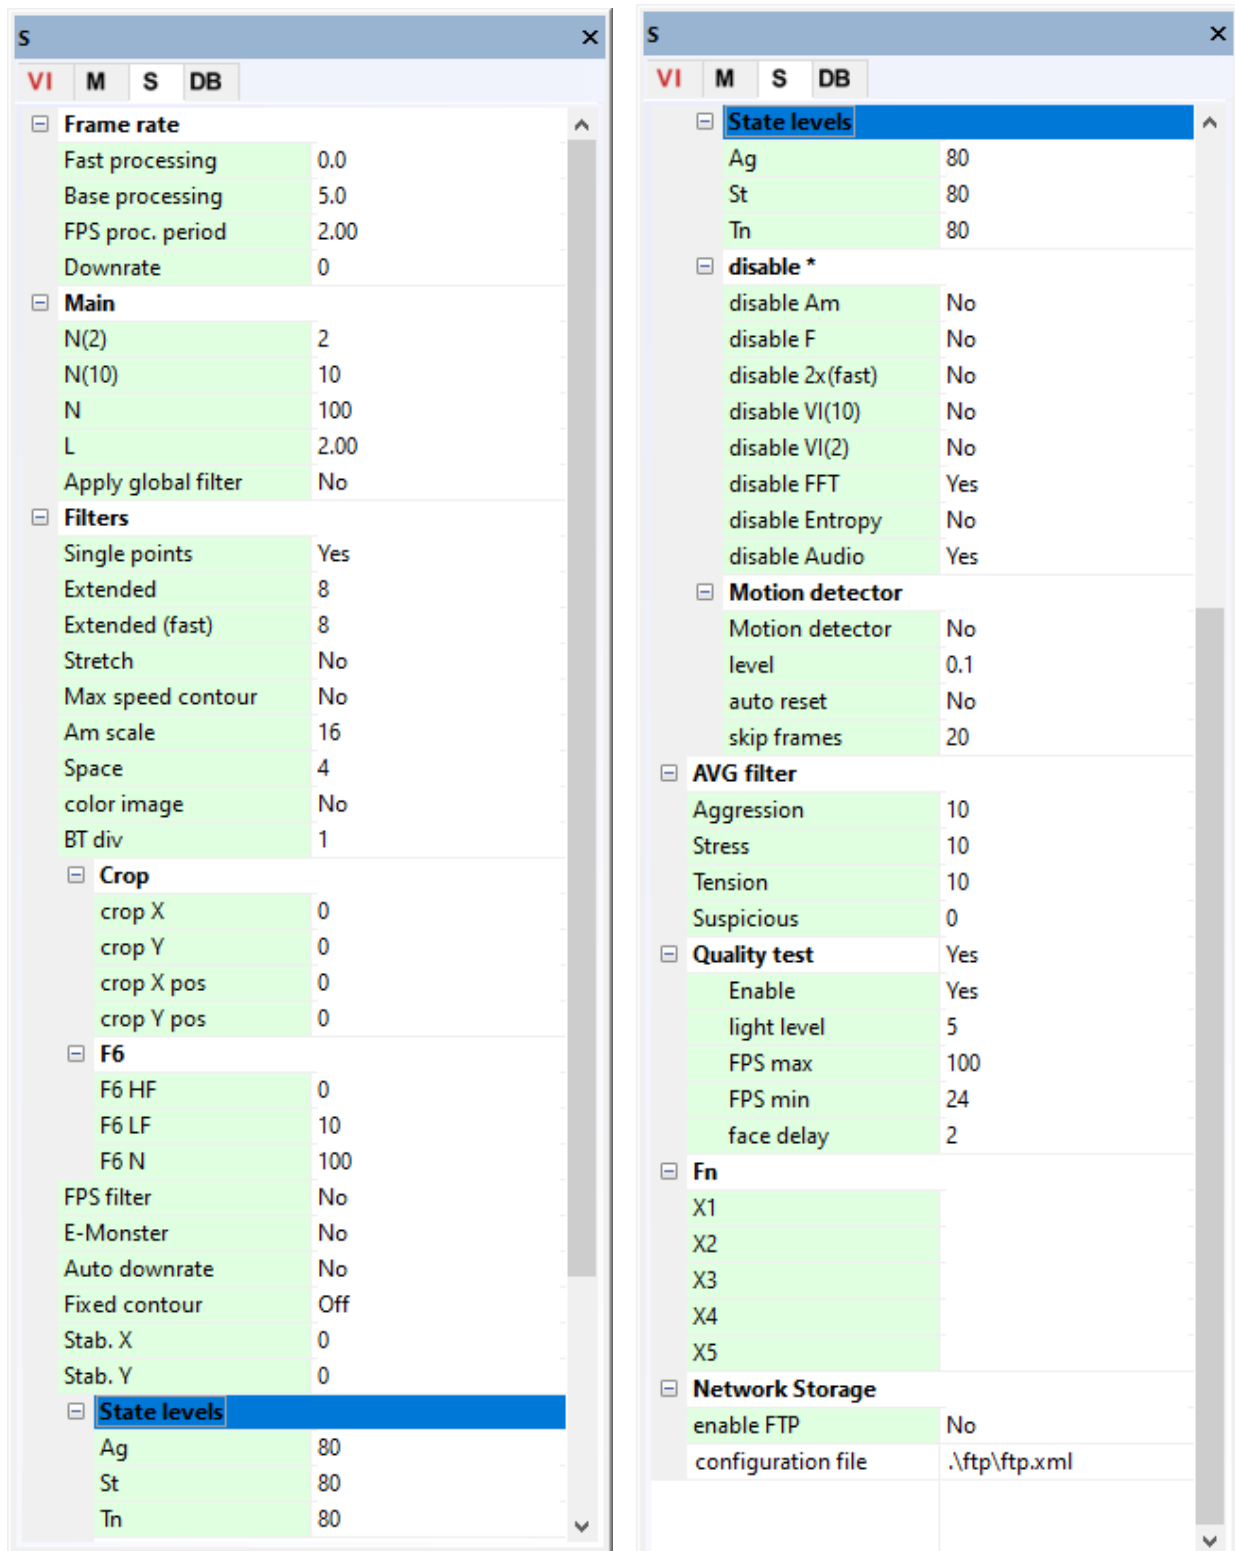 S
VI M S DB
Frame rate
Fast processing 0.0
Base processing 5.0
FPS proc. period 2.00
Downrate 0
Main
N(2) 2
N(10) 10
N 100
L 2.00
Apply global filter No
Filters
Single points Yes
Extended 8
Extended (fast) 8
Stretch No
Max speed contour No
Am scale 16
Space 4
color image No
BT div 1
Crop
crop X 0
crop Y 0
crop X pos 0
crop Y pos 0
F6
F6 HF 0
F6 LF 10
F6 N 100
FPS filter No
E-Monster No
Auto downrate No
Fixed contour Off
Stab. X 0
Stab. Y 0
State levels
Ag 80
St 80
Tn 80
S
VI M S DB
State levels
Ag 80
St 80
Tn 80
disable *
disable Am No
disable F No
disable 2x(fast) No
disable VI(10) No
disable VI(2) No
disable FFT Yes
disable Entropy No
disable Audio Yes
Motion detector
Motion detector No
level 0.1
auto reset No
skip frames 20
AVG filter
Aggression 10
Stress 10
Tension 10
Suspicious 0
Quality test Yes
Enable Yes
light level 5
FPS max 100
FPS min 24
face delay 2
Fn
X1
X2
X3
X4
X5
Network Storage
enable FTP No
configuration file .\ftp\ftp.xml